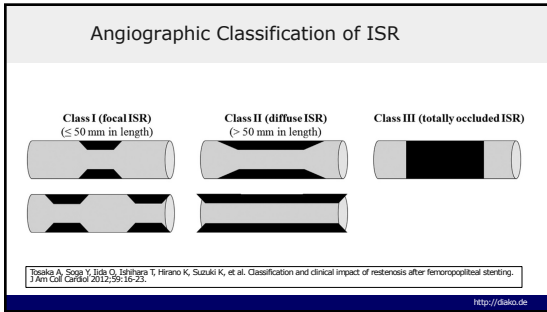 Angiographic Classification of ISR
Class I (focal ISR)
(≤ 50 mm in length)
Class II (diffuse ISR)
(> 50 mm in length)
Class III (totally occluded ISR)
Tosaka A, Soga Y, Iida O, Ishihara T, Hirano K, Suzuki K, et al. Classification and clinical impact of restenosis after femoropopliteal stenting.
J Am Coll Cardiol 2012;59:16-23.
http://diako.de